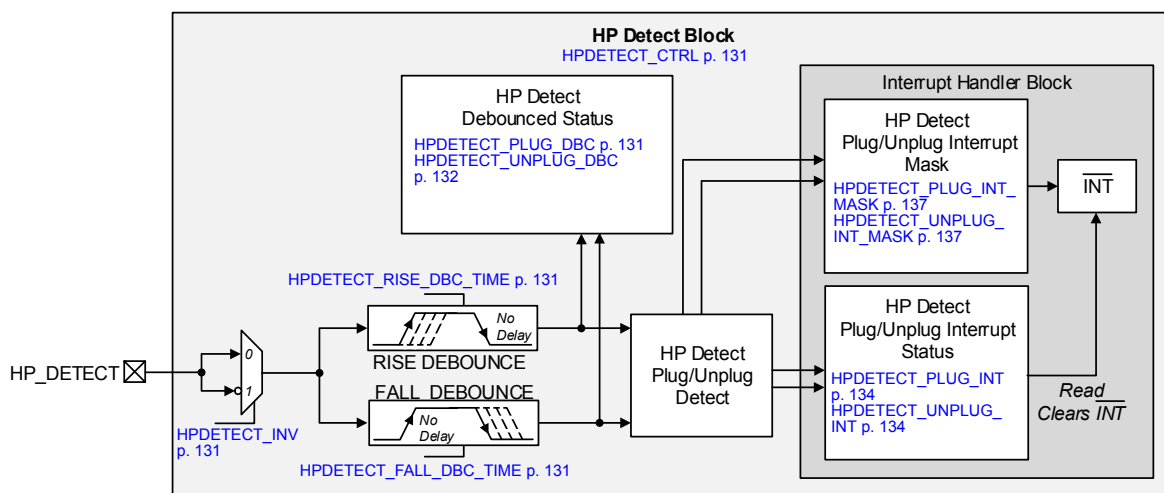 HP Detect Block
HPDETECT_CTRL p. 131
HP Detect
Debounced Status
HPDETECT_PLUG_DBC p. 131
HPDETECT_UNPLUG_DBC
p. 132
Interrupt Handler Block
HP Detect
Plug/Unplug Interrupt
Mask
HPDETECT_PLUG_INT_
MASK p. 137
HPDETECT_UNPLUG_
INT_MASK p. 137
INT
HPDETECT_RISE_DBC_TIME p. 131
No
Delay
RISE DEBOUNCE
HP_DETECT
0
1
HPDETECT_INV
p. 131
FALL DEBOUNCE
No
Delay
HPDETECT_FALL_DBC_TIME p. 131
HP Detect
Plug/Unplug
Detect
HP Detect
Plug/Unplug Interrupt
Status
HPDETECT_PLUG_INT
p. 134
HPDETECT_UNPLUG_
INT p. 134
Read
Clears INT